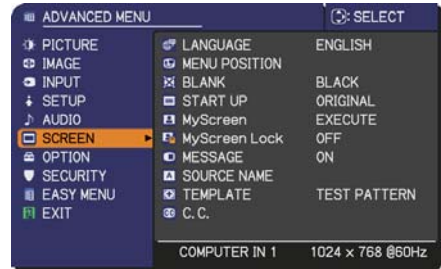 ADVANCED MENU : SELECT
PICTURE
IMAGE
INPUT
SETUP
AUDIO
SCREEN
OPTION
SECURITY
EASY MENU
EXIT
LANGUAGE ENGLISH
MENU POSITION
BLANK BLACK
START UP ORIGINAL
MyScreen EXECUTE
MyScreen Lock OFF
MESSAGE ON
SOURCE NAME
TEMPLATE TEST PATTERN
C. C.
COMPUTER IN 1 1024 x 768 @60Hz